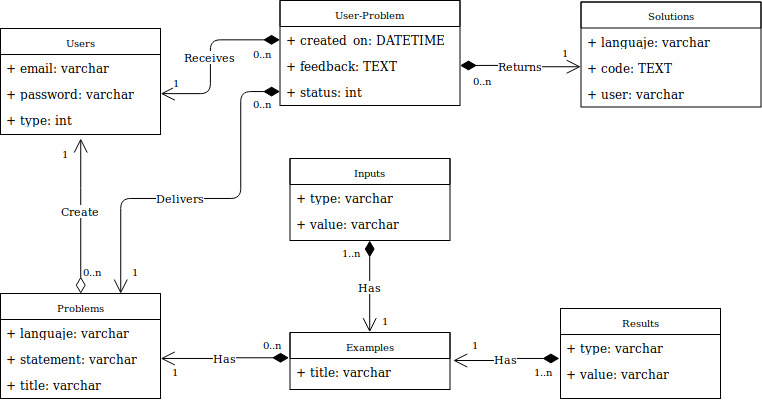 User-Problem
+ created_on: DATETIME
+ feedback: TEXT
+ status: int
Solutions
+ languaje: varchar
+ code: TEXT
+ user: varchar
Users
+ email: varchar
+ password: varchar
+ type: int
Receives
0..n
1
Returns
0..n
1
0..n
Delivers
1
1
Create
0..n
Inputs
+ type: varchar
+ value: varchar
1..n
Has
1
Problems
+ languaje: varchar
+ statement: varchar
+ title: varchar
Has
0..n
1
Examples
+ title: varchar
1
Has
1..n
Results
+ type: varchar
+ value: varchar